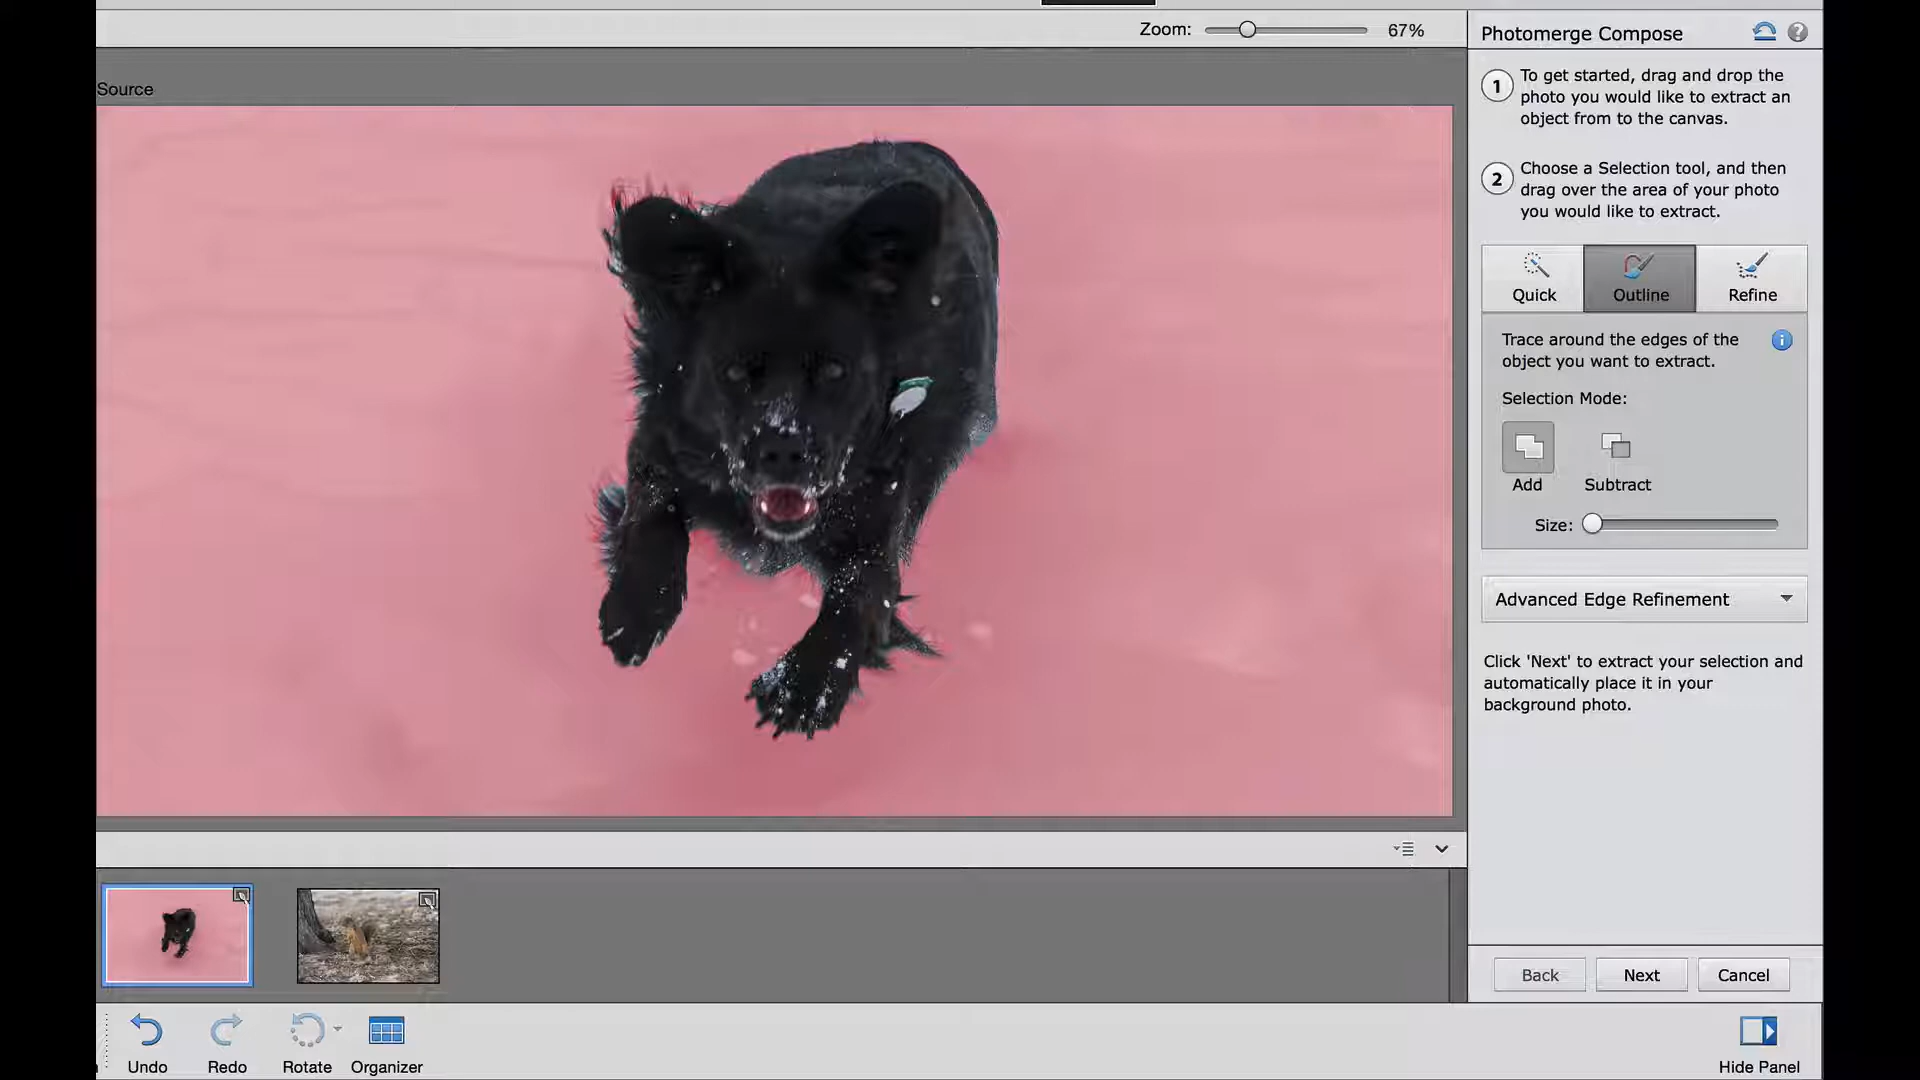 Zoom:
67%
Photomerge Compose
?
Source
1
To get started, drag and drop the
photo you would like to extract an
object from to the canvas.
2
Choose a Selection tool, and then
drag over the area of your photo
you would like to extract.
Quick
Outline
Refine
Trace around the edges of the
object you want to extract.
i
Selection Mode:
Add
Subtract
Size:
Advanced Edge Refinement
Click 'Next' to extract your selection and
automatically place it in your
background photo.
Back
Next
Cancel
Undo
Redo
Rotate
Organizer
Hide Panel